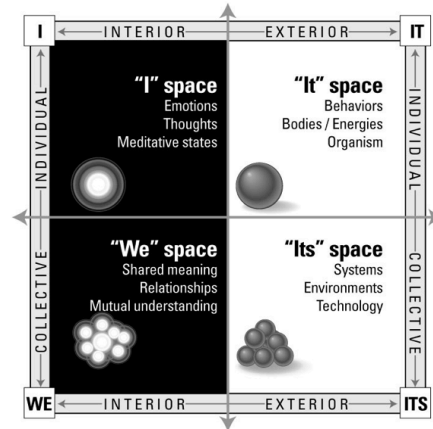 I
INTERIOR
EXTERIOR
IT
INDIVIDUAL
"I" space
Emotions
Thoughts
Meditative states
"It" space
Behaviors
Bodies / Energies
Organism
INDIVIDUAL
COLLECTIVE
"We" space
Shared meaning
Relationships
Mutual understanding
"Its" space
Systems
Environments
Technology
COLLECTIVE
WE
INTERIOR
EXTERIOR
ITS